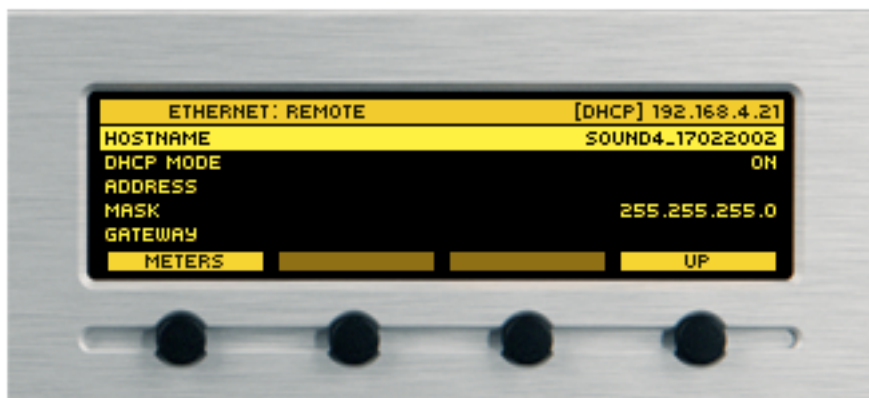 ETHERNET: REMOTE [DHCP] 192.168.4.21
HOSTNAME SOUND4_17022002
DHCP MODE ON
ADDRESS
MASK 255.255.255.0
GATEWAY
METERS UP